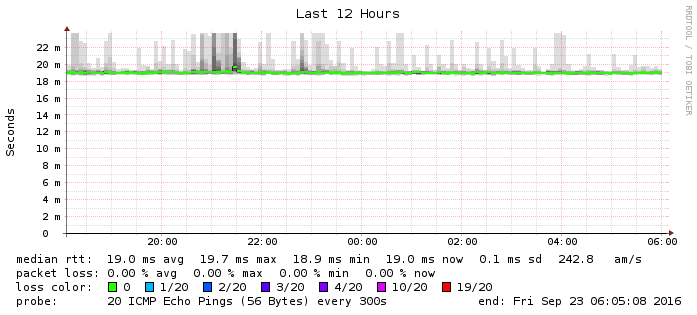 Last 12 Hours
RRDTOOL / TOBI OETIKER
Seconds
22 m
20 m
18 m
16 m
14 m
12 m
10 m
8 m
6 m
4 m
2 m
0
20:00 22:00 00:00 02:00 04:00 06:00
median rtt: 19.0 ms avg 19.7 ms max 18.9 ms min 19.0 ms now 0.1 ms sd 242.8 am/s
packet loss: 0.00 % avg 0.00 % max 0.00 % min 0.00 % now
loss color: 0 1/20 2/20 3/20 4/20 10/20 19/20
probe: 20 ICMP Echo Pings (56 Bytes) every 300s end: Fri Sep 23 06:05:08 2016